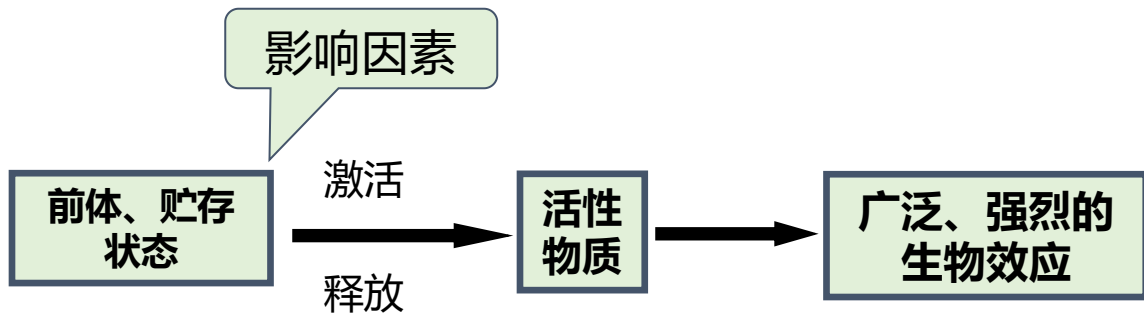 影响因素
激活
前体、贮存
状态
活性
物质
广泛、强烈的
生物效应
释放